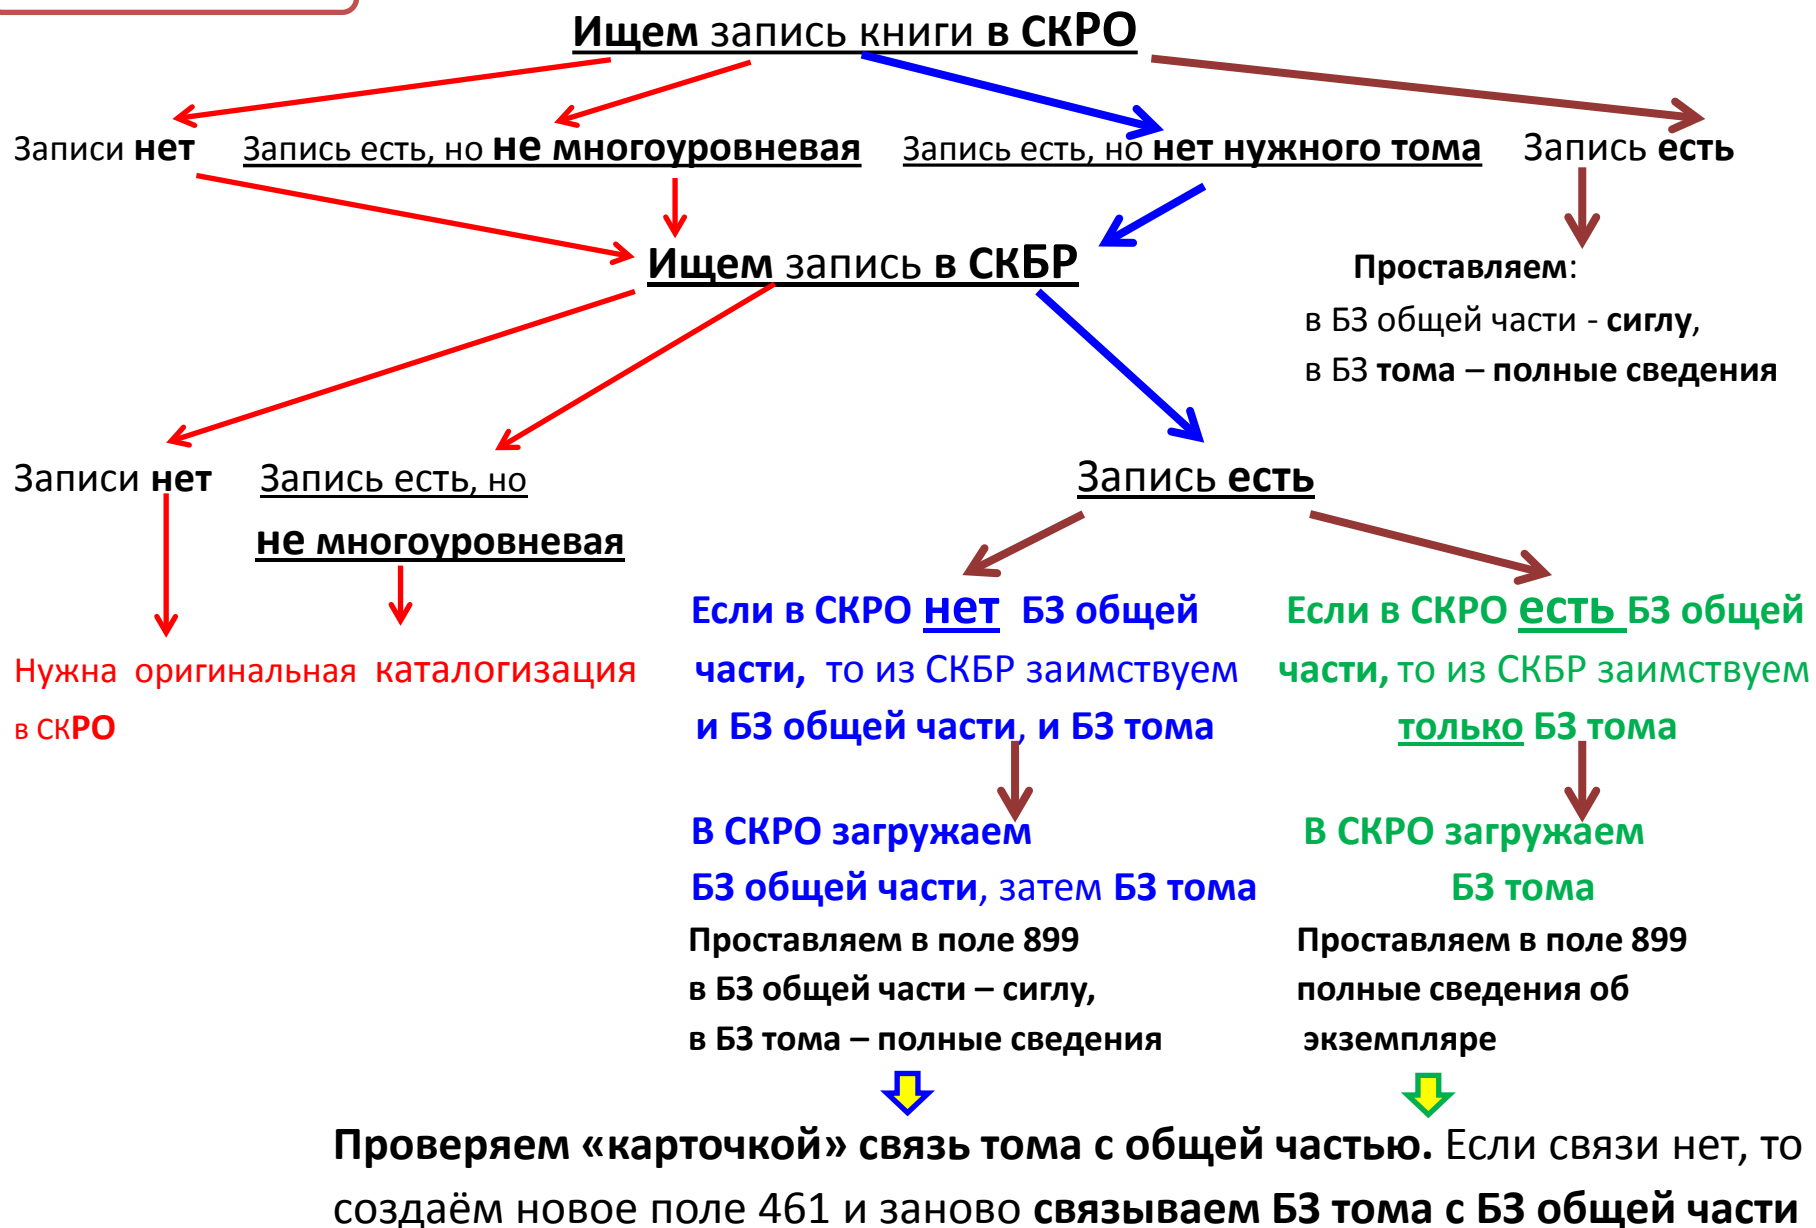 Ищем запись книги в СКРО
Записи нет
Запись есть, но не многоуровневая
Запись есть, но нет нужного тома
Запись есть
Ищем запись в СКБР
Проставляем:
в БЗ общей части - сиглу,
в БЗ тома – полные сведения
Записи нет
Запись есть, но
не многоуровневая
Запись есть
Нужна оригинальная каталогизация
в СКРО
Если в СКРО нет БЗ общей
части, то из СКБР заимствуем
и БЗ общей части, и БЗ тома
Если в СКРО есть БЗ общей
части, то из СКБР заимствуем
только БЗ тома
В СКРО загружаем
БЗ общей части, затем БЗ тома
Проставляем в поле 899
в БЗ общей части – сиглу,
в БЗ тома – полные сведения
В СКРО загружаем
БЗ тома
Проставляем в поле 899
полные сведения об
экземпляре
Проверяем «карточкой» связь тома с общей частью. Если связи нет, то
создаём новое поле 461 и заново связываем БЗ тома с БЗ общей части